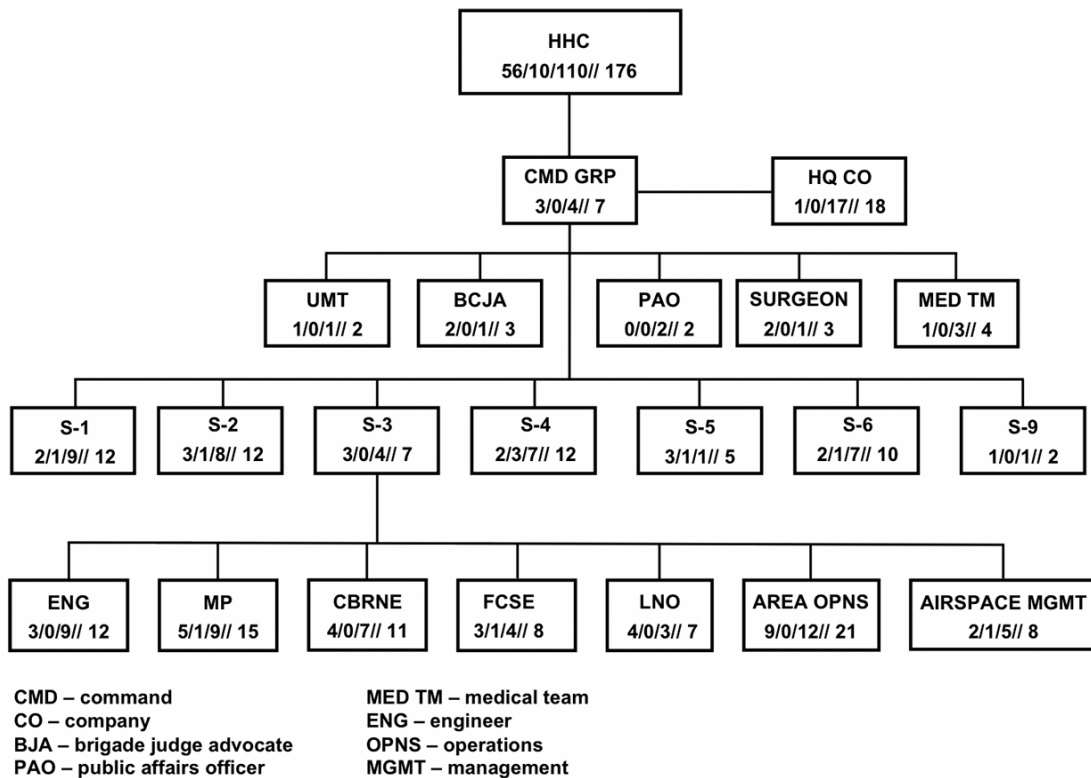 HHC
56/10/110// 176
CMD GRP
3/0/4// 7
HQ CO
1/0/17// 18
UMT
1/0/1// 2
BCJA
2/0/1// 3
PAO
0/0/2// 2
SURGEON
2/0/1// 3
MED TM
1/0/3// 4
S-1
2/1/9// 12
S-2
3/1/8// 12
S-3
3/0/4// 7
S-4
2/3/7// 12
S-5
3/1/1// 5
S-6
2/1/7// 10
S-9
1/0/1// 2
ENG
3/0/9// 12
MP
5/1/9// 15
CBRNE
4/0/7// 11
FCSE
3/1/4// 8
LNO
4/0/3// 7
AREA OPNS
9/0/12// 21
AIRSPACE MGMT
2/1/5// 8
CMD – command
CO – company
BJA – brigade judge advocate
PAO – public affairs officer
MED TM – medical team
ENG – engineer
OPNS – operations
MGMT – management